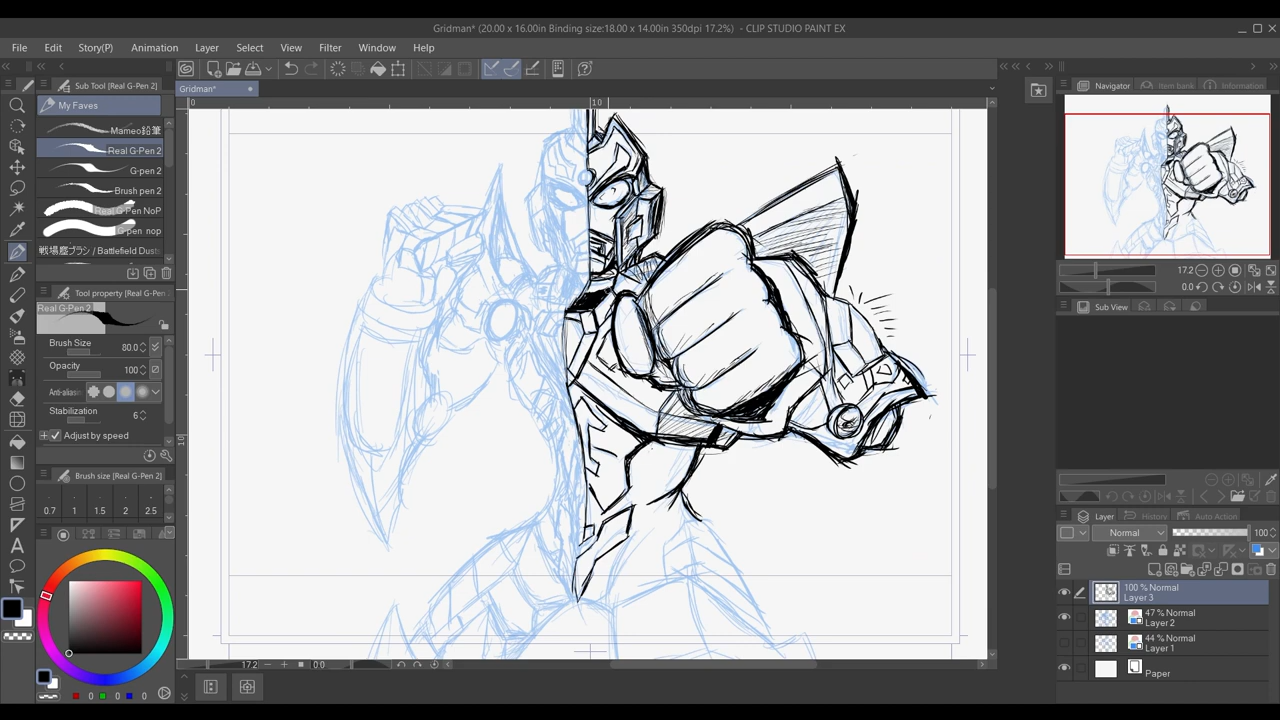 Gridman* (20.00 x 16.00in Binding size:18.00 x 14.00in 350dpi 17.2%) - CLIP STUDIO PAINT EX
File Edit Story(P) Animation Layer Select View Filter Window Help
Sub Tool [Real G-Pen 2]
My Faves
Mameo鉛筆
Real G-Pen 2
G-pen 2
Brush pen 2
Real G-Pen NoP
G-pen nop
戦場塵ブラシ / Battlefield Dust
Tool property [Real G-Pen
Real G-Pen 2
Brush Size 80.0
Opacity 100
Anti-aliasi
Stabilization 6
Adjust by speed
Brush size [Real G-Pen 2]
0.7 1 1.5 2 2.5
0 0 0
Gridman*
0 10
10
17.2 0.0
Navigator Item bank Information
17.2
0.0
Sub View
Layer History Auto Action
Normal 100
100 % Normal
Layer 3
47 % Normal
Layer 2
44 % Normal
Layer 1
Paper